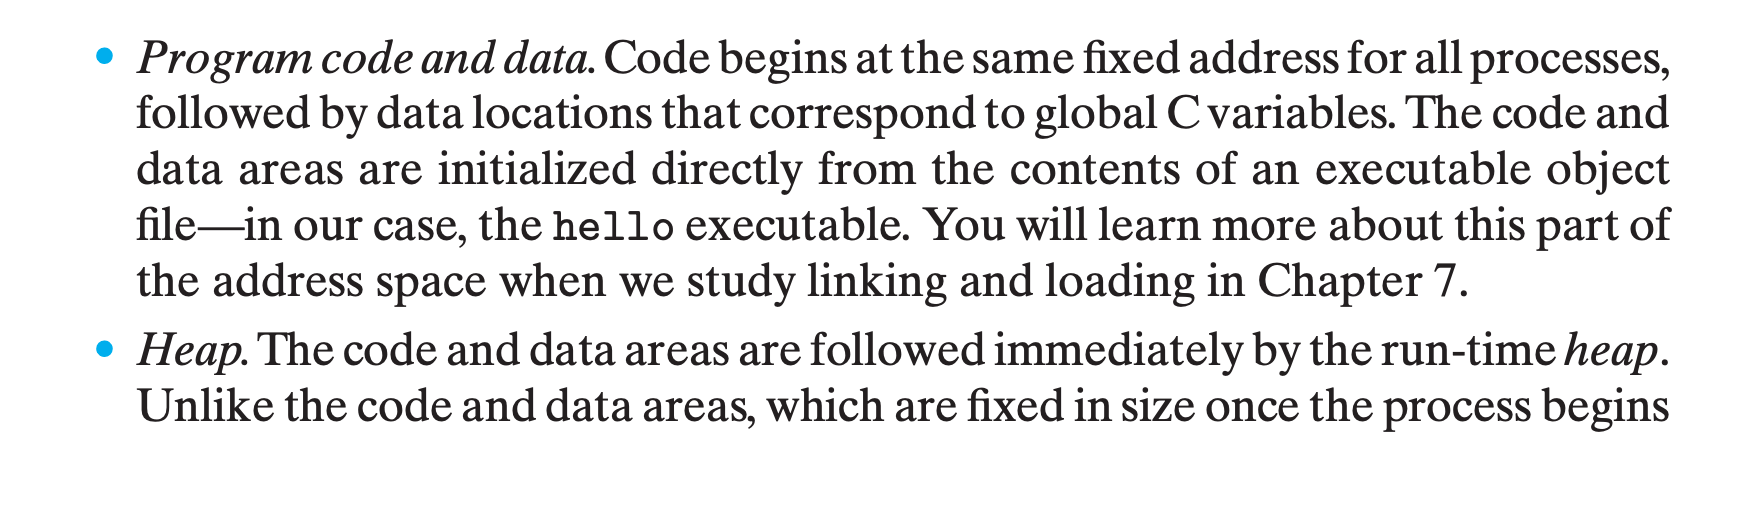 • Program code and data. Code begins at the same fixed address for all processes,
followed by data locations that correspond to global C variables. The code and
data areas are initialized directly from the contents of an executable object
file—in our case, the hello executable. You will learn more about this part of
the address space when we study linking and loading in Chapter 7.
• Heap. The code and data areas are followed immediately by the run-time heap.
Unlike the code and data areas, which are fixed in size once the process begins